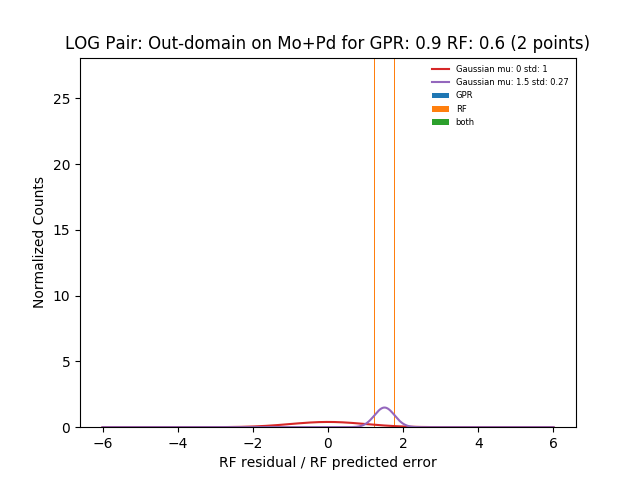 LOG Pair: Out-domain on Mo+Pd for GPR: 0.9 RF: 0.6 (2 points)
Gaussian mu: 0 std: 1
Gaussian mu: 1.5 std: 0.27
GPR
RF
both
Normalized Counts
25
20
15
10
5
0
−6
−4
−2
0
2
4
6
RF residual / RF predicted error